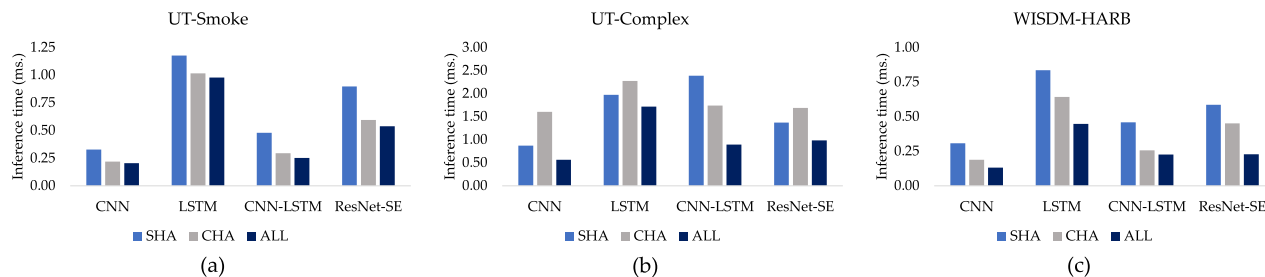 UT-Smoke
Inference time (ms.)
1.25
1.00
0.75
0.50
0.25
0.00
CNN LSTM CNN-LSTM ResNet-SE
SHA CHA ALL
(a)
UT-Complex
Inference time (ms.)
3.00
2.50
2.00
1.50
1.00
0.50
0.00
CNN LSTM CNN-LSTM ResNet-SE
SHA CHA ALL
(b)
WISDM-HARB
Inference time (ms.)
1.00
0.75
0.50
0.25
0.00
CNN LSTM CNN-LSTM ResNet-SE
SHA CHA ALL
(c)